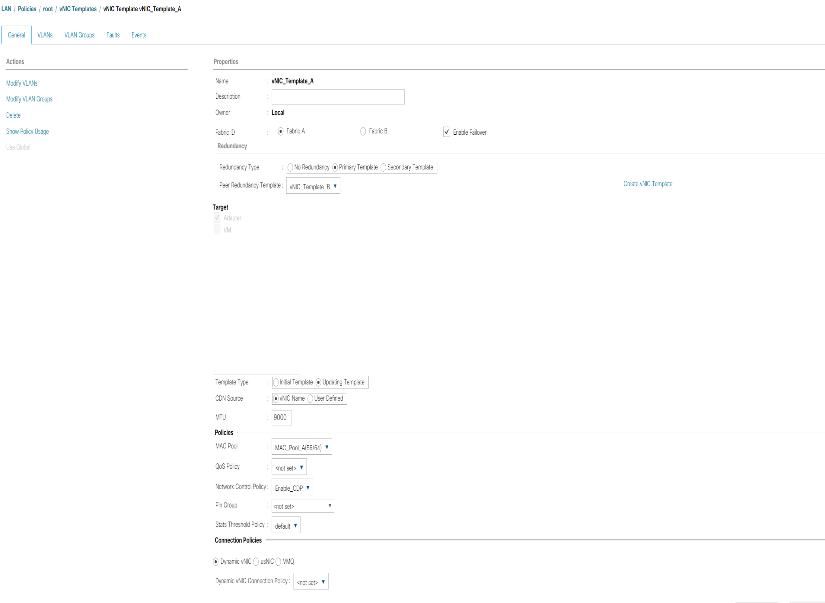 LAN / Policies / root / vNIC Templates / vNIC Template vNIC_Template_A
General VLANs VLAN Groups Faults Events
Actions
Modify VLANs
Modify VLAN Groups
Delete
Show Policy Usage
Use Global
Properties
Name : vNIC_Template_A
Description :
Owner : Local
Fabric ID : Fabric A Fabric B Enable Failover
Redundancy
Redundancy Type : No Redundancy Primary Template Secondary Template
Peer Redundancy Template : vNIC_Template_B Create vNIC Template
Target
Adapter
VM
Template Type : Initial Template Updating Template
CDN Source : vNIC Name User Defined
MTU : 9000
Policies
MAC Pool : 
QoS Policy : <not set>
Network Control Policy : Enable_CDP
Pin Group : <not set>
Stats Threshold Policy : default
Connection Policies
Dynamic vNIC usNIC VMQ
Dynamic vNIC Connection Policy : <not set>